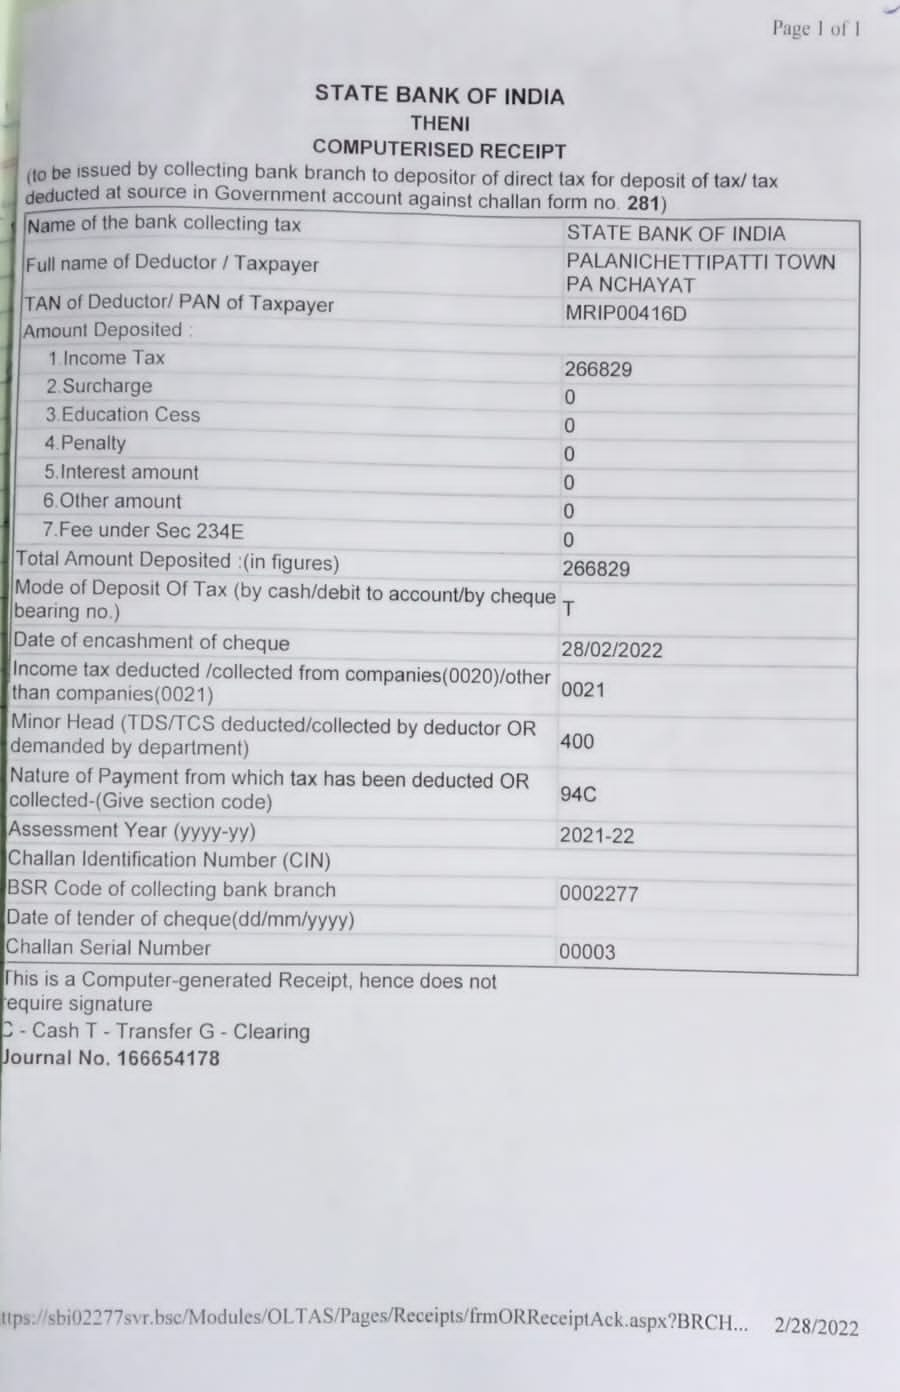 Page 1 of 1
STATE BANK OF INDIA
THENI
COMPUTERISED RECEIPT
(to be issued by collecting bank branch to depositor of direct tax for deposit of tax/ tax
deducted at source in Government account against challan form no. 281)
Name of the bank collecting tax STATE BANK OF INDIA
Full name of Deductor / Taxpayer PALANICHETTIPATTI TOWN
PA NCHAYAT
TAN of Deductor/ PAN of Taxpayer MRIP00416D
Amount Deposited :
1.Income Tax 266829
2.Surcharge 0
3.Education Cess 0
4.Penalty 0
5.Interest amount 0
6.Other amount 0
7.Fee under Sec 234E 0
Total Amount Deposited :(in figures) 266829
Mode of Deposit Of Tax (by cash/debit to account/by cheque
bearing no.) T
Date of encashment of cheque 28/02/2022
Income tax deducted /collected from companies(0020)/other
than companies(0021) 0021
Minor Head (TDS/TCS deducted/collected by deductor OR
demanded by department) 400
Nature of Payment from which tax has been deducted OR
collected-(Give section code) 94C
Assessment Year (yyyy-yy) 2021-22
Challan Identification Number (CIN)
BSR Code of collecting bank branch 0002277
Date of tender of cheque(dd/mm/yyyy)
Challan Serial Number 00003
This is a Computer-generated Receipt, hence does not
equire signature
C - Cash T - Transfer G - Clearing
Journal No. 166654178
ttps://sbi02277svr.bsc/Modules/OLTAS/Pages/Receipts/frmORReceiptAck.aspx?BRCH... 2/28/2022